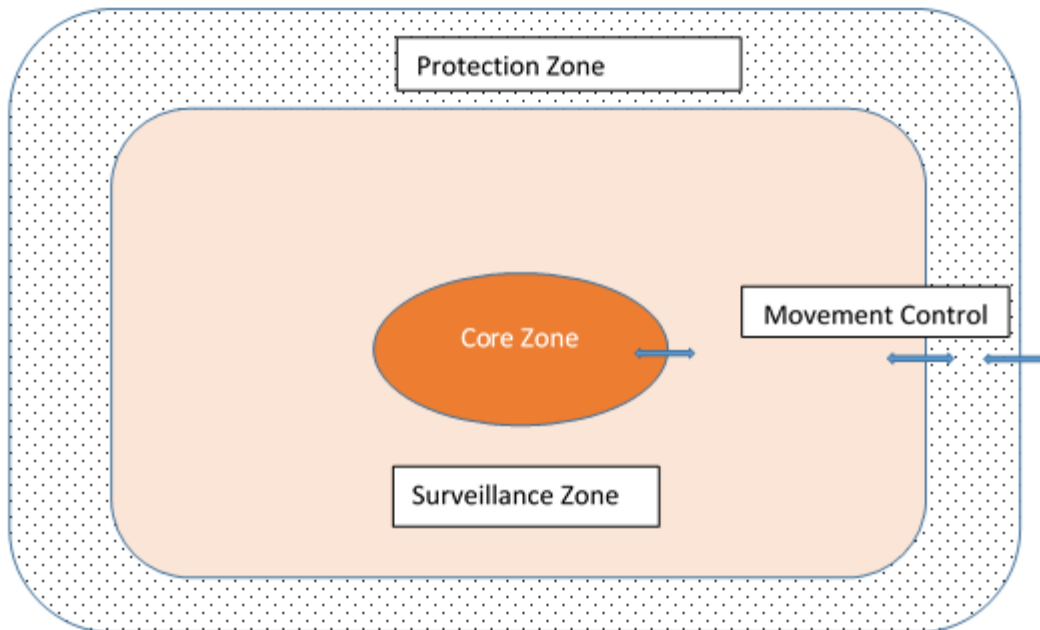 Protection Zone
Movement Control
Core Zone
Surveillance Zone